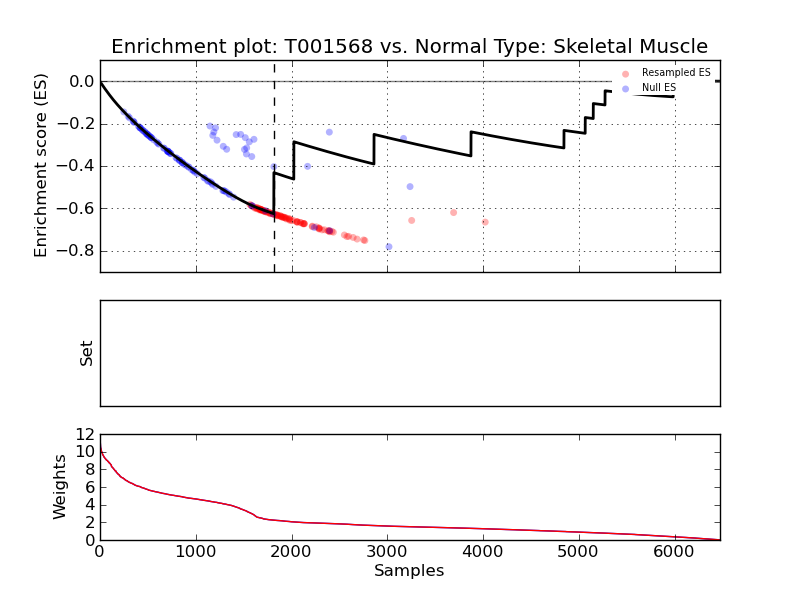 Enrichment plot: T001568 vs. Normal Type: Skeletal Muscle
Enrichment score (ES)
0.0
−0.2
−0.4
−0.6
−0.8
Resampled ES
Null ES
Set
Weights
12
10
8
6
4
2
0
0 1000 2000 3000 4000 5000 6000
Samples